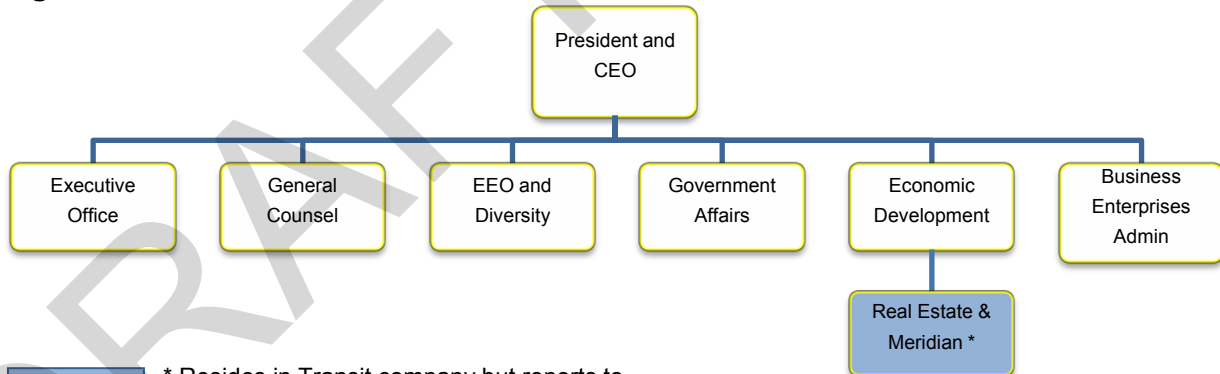 President and
CEO
Executive
Office
General
Counsel
EEO and
Diversity
Government
Affairs
Economic
Development
Business
Enterprises
Admin
Real Estate &
Meridian *
* Resides in Transit company but reports to